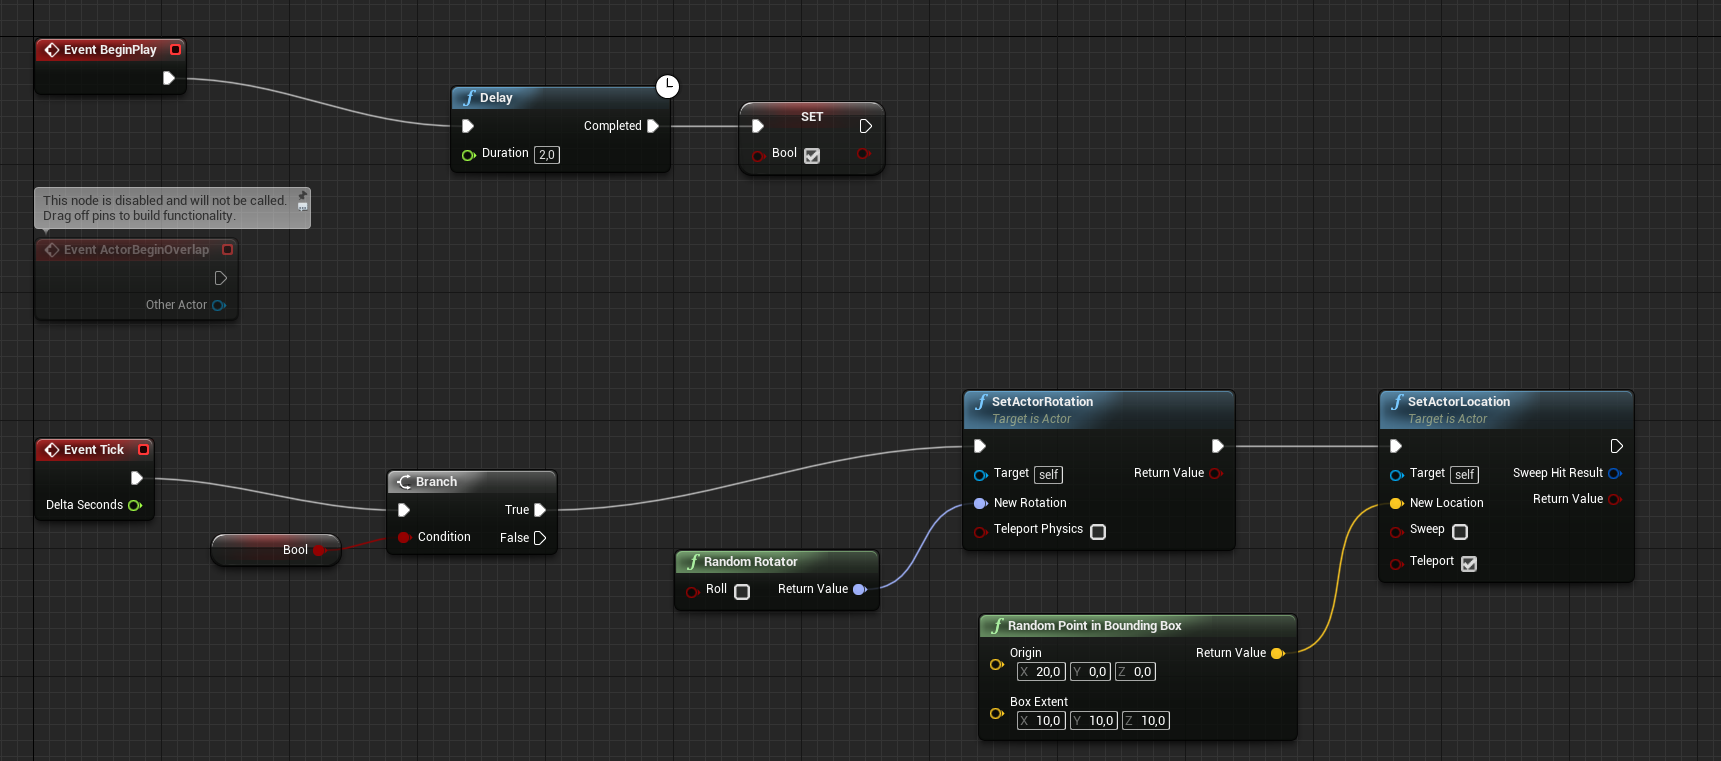 Event BeginPlay
Delay
Completed
Duration 2,0
SET
Bool
This node is disabled and will not be called.
Drag off pins to build functionality.
Event ActorBeginOverlap
Other Actor
Event Tick
Delta Seconds
Bool
Branch
True
Condition False
Random Rotator
Roll Return Value
SetActorRotation
Target is Actor
Target self Return Value
New Rotation
Teleport Physics
Random Point in Bounding Box
Origin Return Value
X 20,0 Y 0,0 Z 0,0
Box Extent
X 10,0 Y 10,0 Z 10,0
SetActorLocation
Target is Actor
Target self Sweep Hit Result
New Location Return Value
Sweep
Teleport